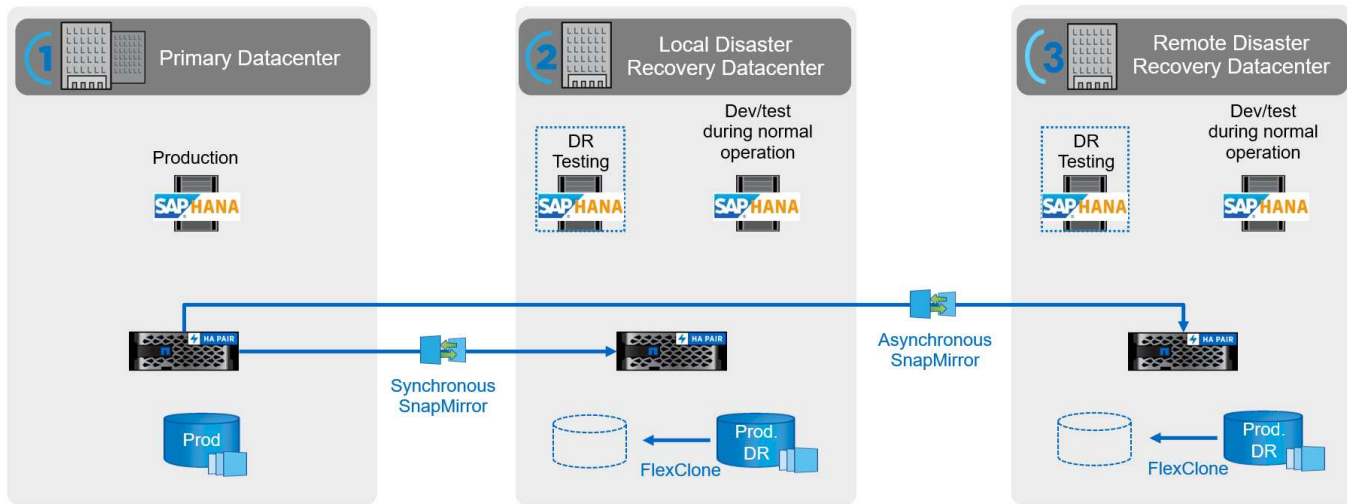 1
Primary Datacenter
2
Local Disaster
Recovery Datacenter
3
Remote Disaster
Recovery Datacenter
Production
SAP HANA
DR
Testing
SAP HANA
Dev/test
during normal
operation
SAP HANA
DR
Testing
SAP HANA
Dev/test
during normal
operation
SAP HANA
HA PAIR
Synchronous
SnapMirror
HA PAIR
Asynchronous
SnapMirror
HA PAIR
Prod
FlexClone
Prod.
DR
FlexClone
Prod.
DR